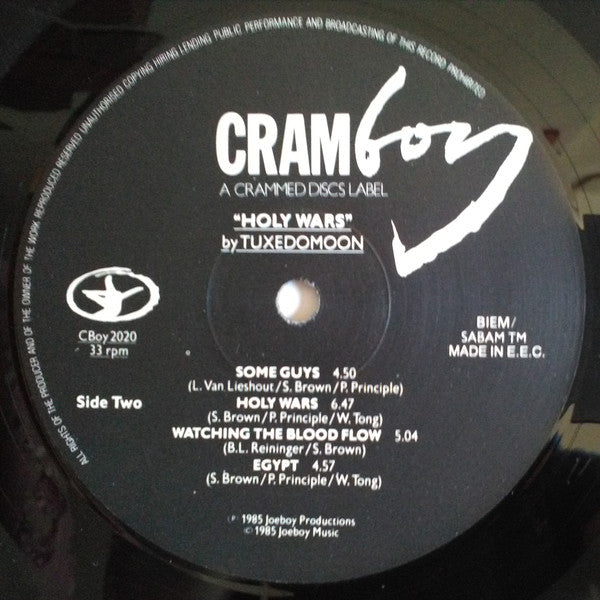 ALL RIGHTS OF THE PRODUCER AND OF THE OWNER OF THE WORK REPRODUCED RESERVED UNAUTHORISED COPYING HIRING LENDING PUBLIC PERFORMANCE AND BROADCASTING OF THIS RECORD PROHIBITED
CRAMboy
A CRAMMED DISCS LABEL
"HOLY WARS"
by TUXEDOMOON
CBoy 2020
33 rpm
BIEM/
SABAM TM
MADE IN E.E.C.
Side Two
SOME GUYS 4.50
(L. Van Lieshout/S. Brown/P. Principle)
HOLY WARS 6.47
(S. Brown/P. Principle/W. Tong)
WATCHING THE BLOOD FLOW 5.04
(B.L. Reininger/S. Brown)
EGYPT 4.57
(S. Brown/P. Principle/W. Tong)
℗ 1985 Joeboy Productions
© 1985 Joeboy Music